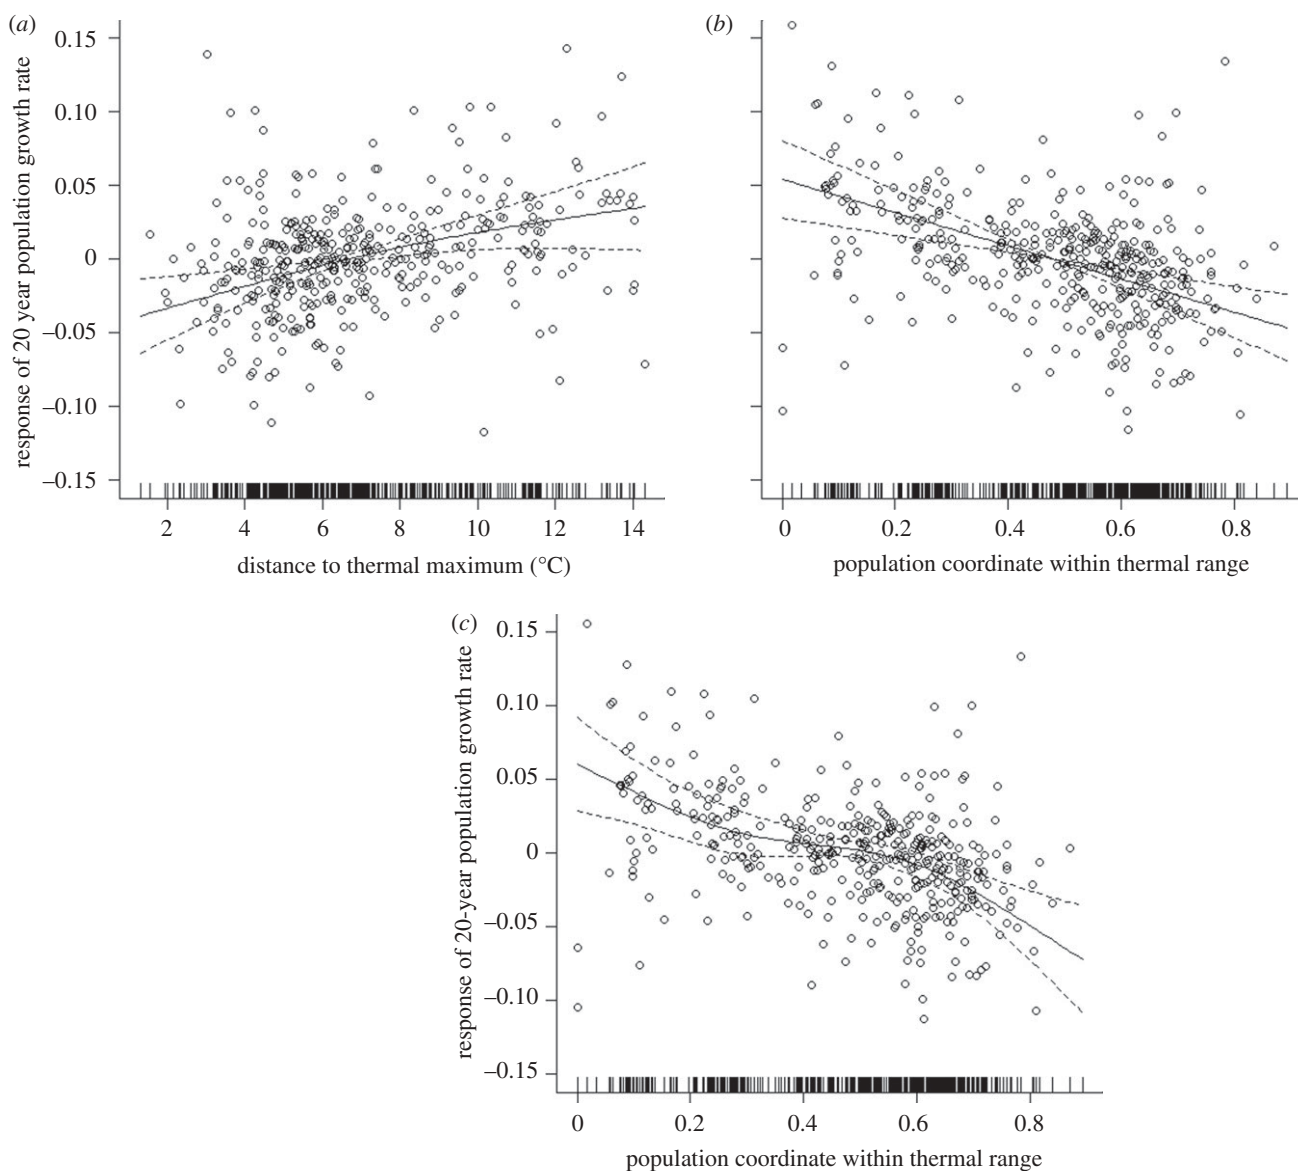 (a)
response of 20 year population growth rate
0.15
0.10
0.05
0
–0.05
–0.10
–0.15
2 4 6 8 10 12 14
distance to thermal maximum (°C)
(b)
0 0.2 0.4 0.6 0.8
population coordinate within thermal range
(c)
response of 20-year population growth rate
0.15
0.10
0.05
0
–0.05
–0.10
–0.15
0 0.2 0.4 0.6 0.8
population coordinate within thermal range